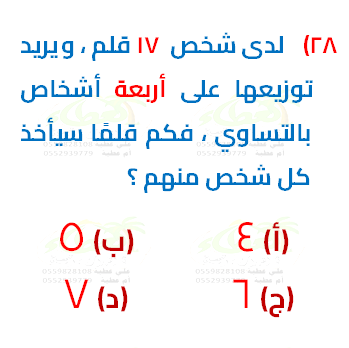 ٢٨) لدى شخص ١٧ قلم ، ويريد
توزيعها على أربعة أشخاص
بالتساوي ، فكم قلمًا سيأخذ
كل شخص منهم ؟
(أ) ٤ (ب) ٥
(ج) ٦ (د) ٧